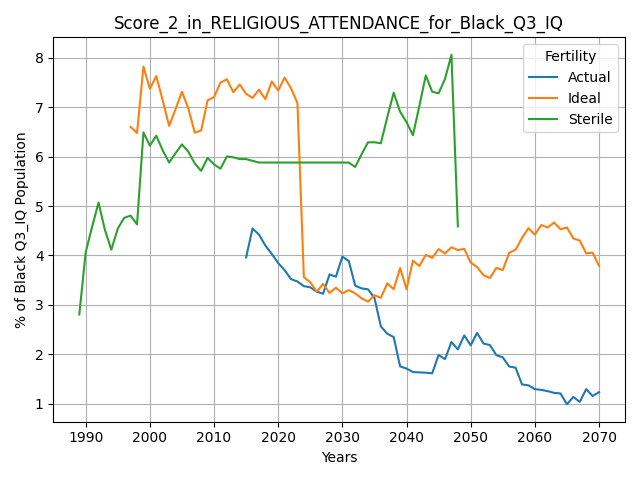 Score_2_in_RELIGIOUS_ATTENDANCE_for_Black_Q3_IQ
Fertility
Actual
Ideal
Sterile
% of Black Q3_IQ Population
8
7
6
5
4
3
2
1
1990 2000 2010 2020 2030 2040 2050 2060 2070
Years